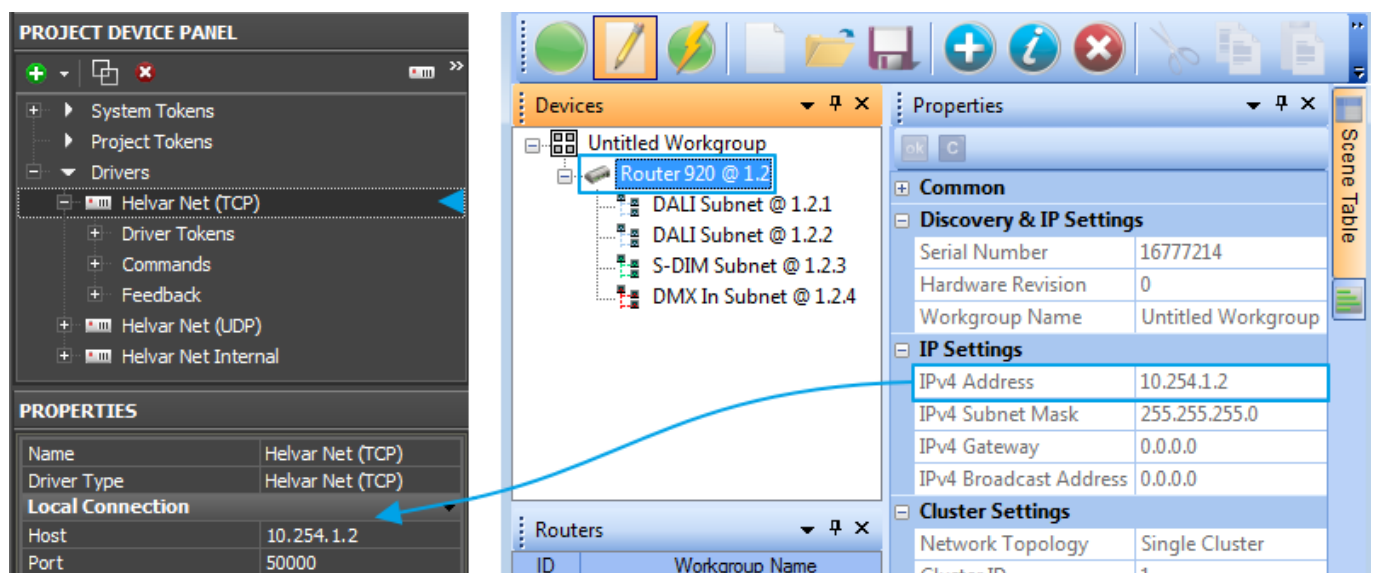 PROJECT DEVICE PANEL
System Tokens
Project Tokens
Drivers
Helvar Net (TCP)
Driver Tokens
Commands
Feedback
Helvar Net (UDP)
Helvar Net Internal
PROPERTIES
Name Helvar Net (TCP)
Driver Type Helvar Net (TCP)
Local Connection
Host 10.254.1.2
Port 50000
Devices
Untitled Workgroup
Router 920 @ 1.2
DALI Subnet @ 1.2.1
DALI Subnet @ 1.2.2
S-DIM Subnet @ 1.2.3
DMX In Subnet @ 1.2.4
Routers
ID Workgroup Name
Properties
ok C
Common
Discovery & IP Settings
Serial Number 16777214
Hardware Revision 0
Workgroup Name Untitled Workgroup
IP Settings
IPv4 Address 10.254.1.2
IPv4 Subnet Mask 255.255.255.0
IPv4 Gateway 0.0.0.0
IPv4 Broadcast Address 0.0.0.0
Cluster Settings
Network Topology Single Cluster
Cluster ID 1
Scene Table